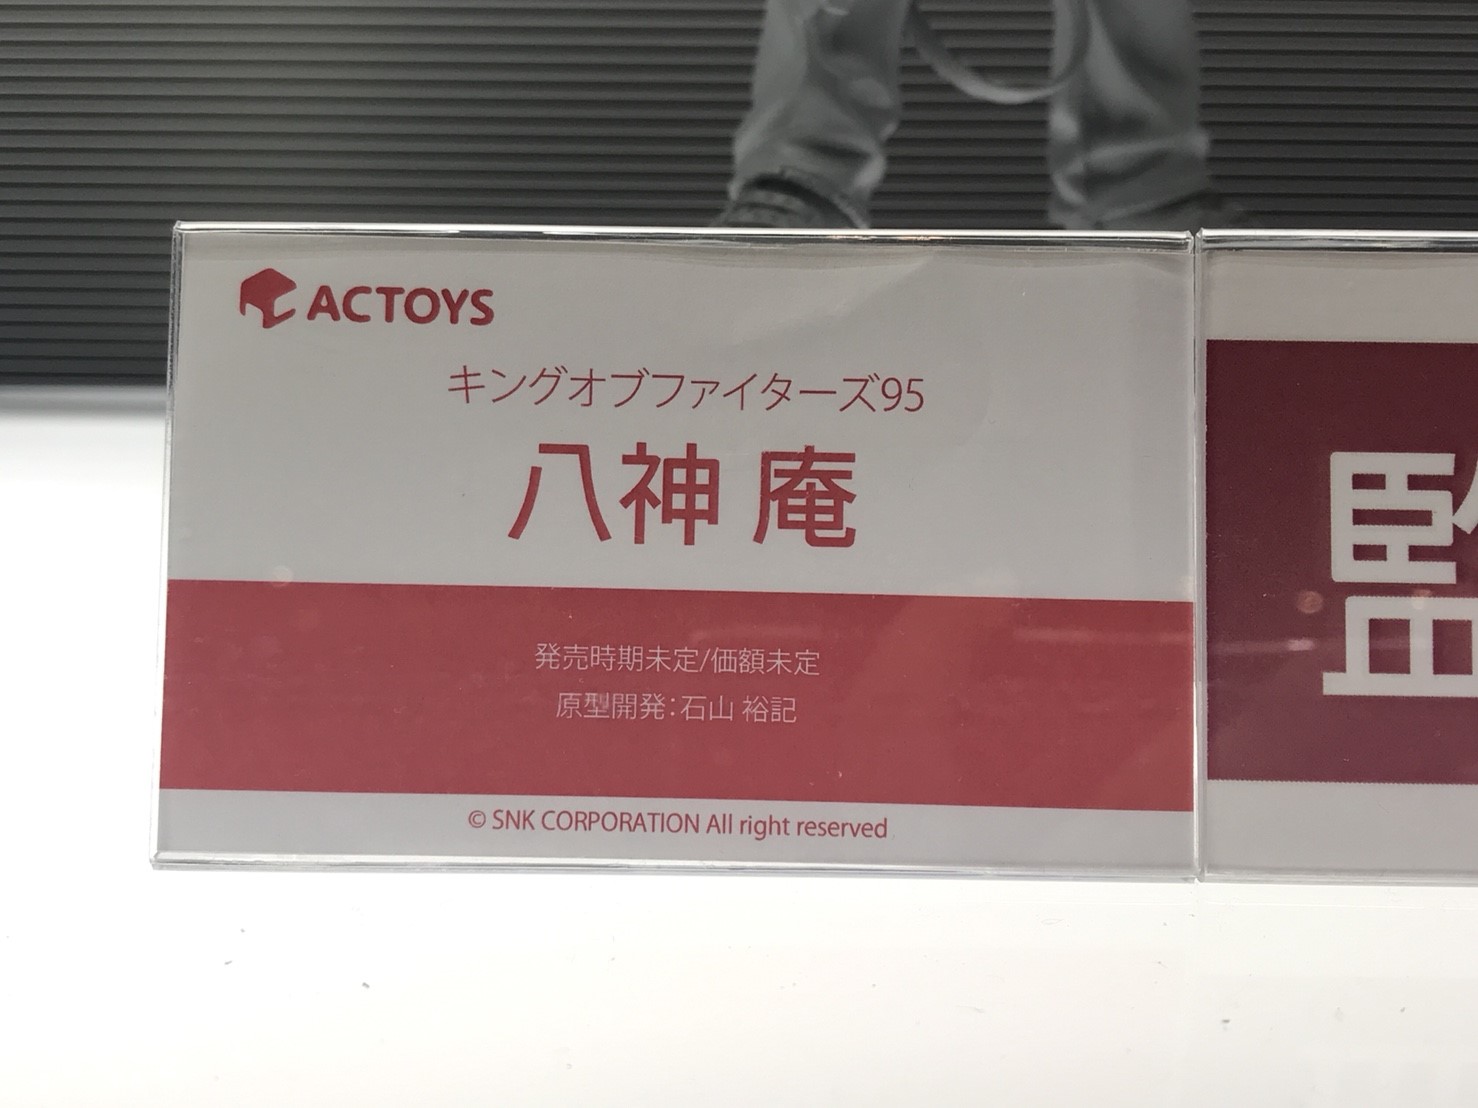 ACTOYS
キングオブファイターズ95
八神 庵
発売時期未定/価額未定
原型開発:石山 裕記
© SNK CORPORATION All right reserved
監